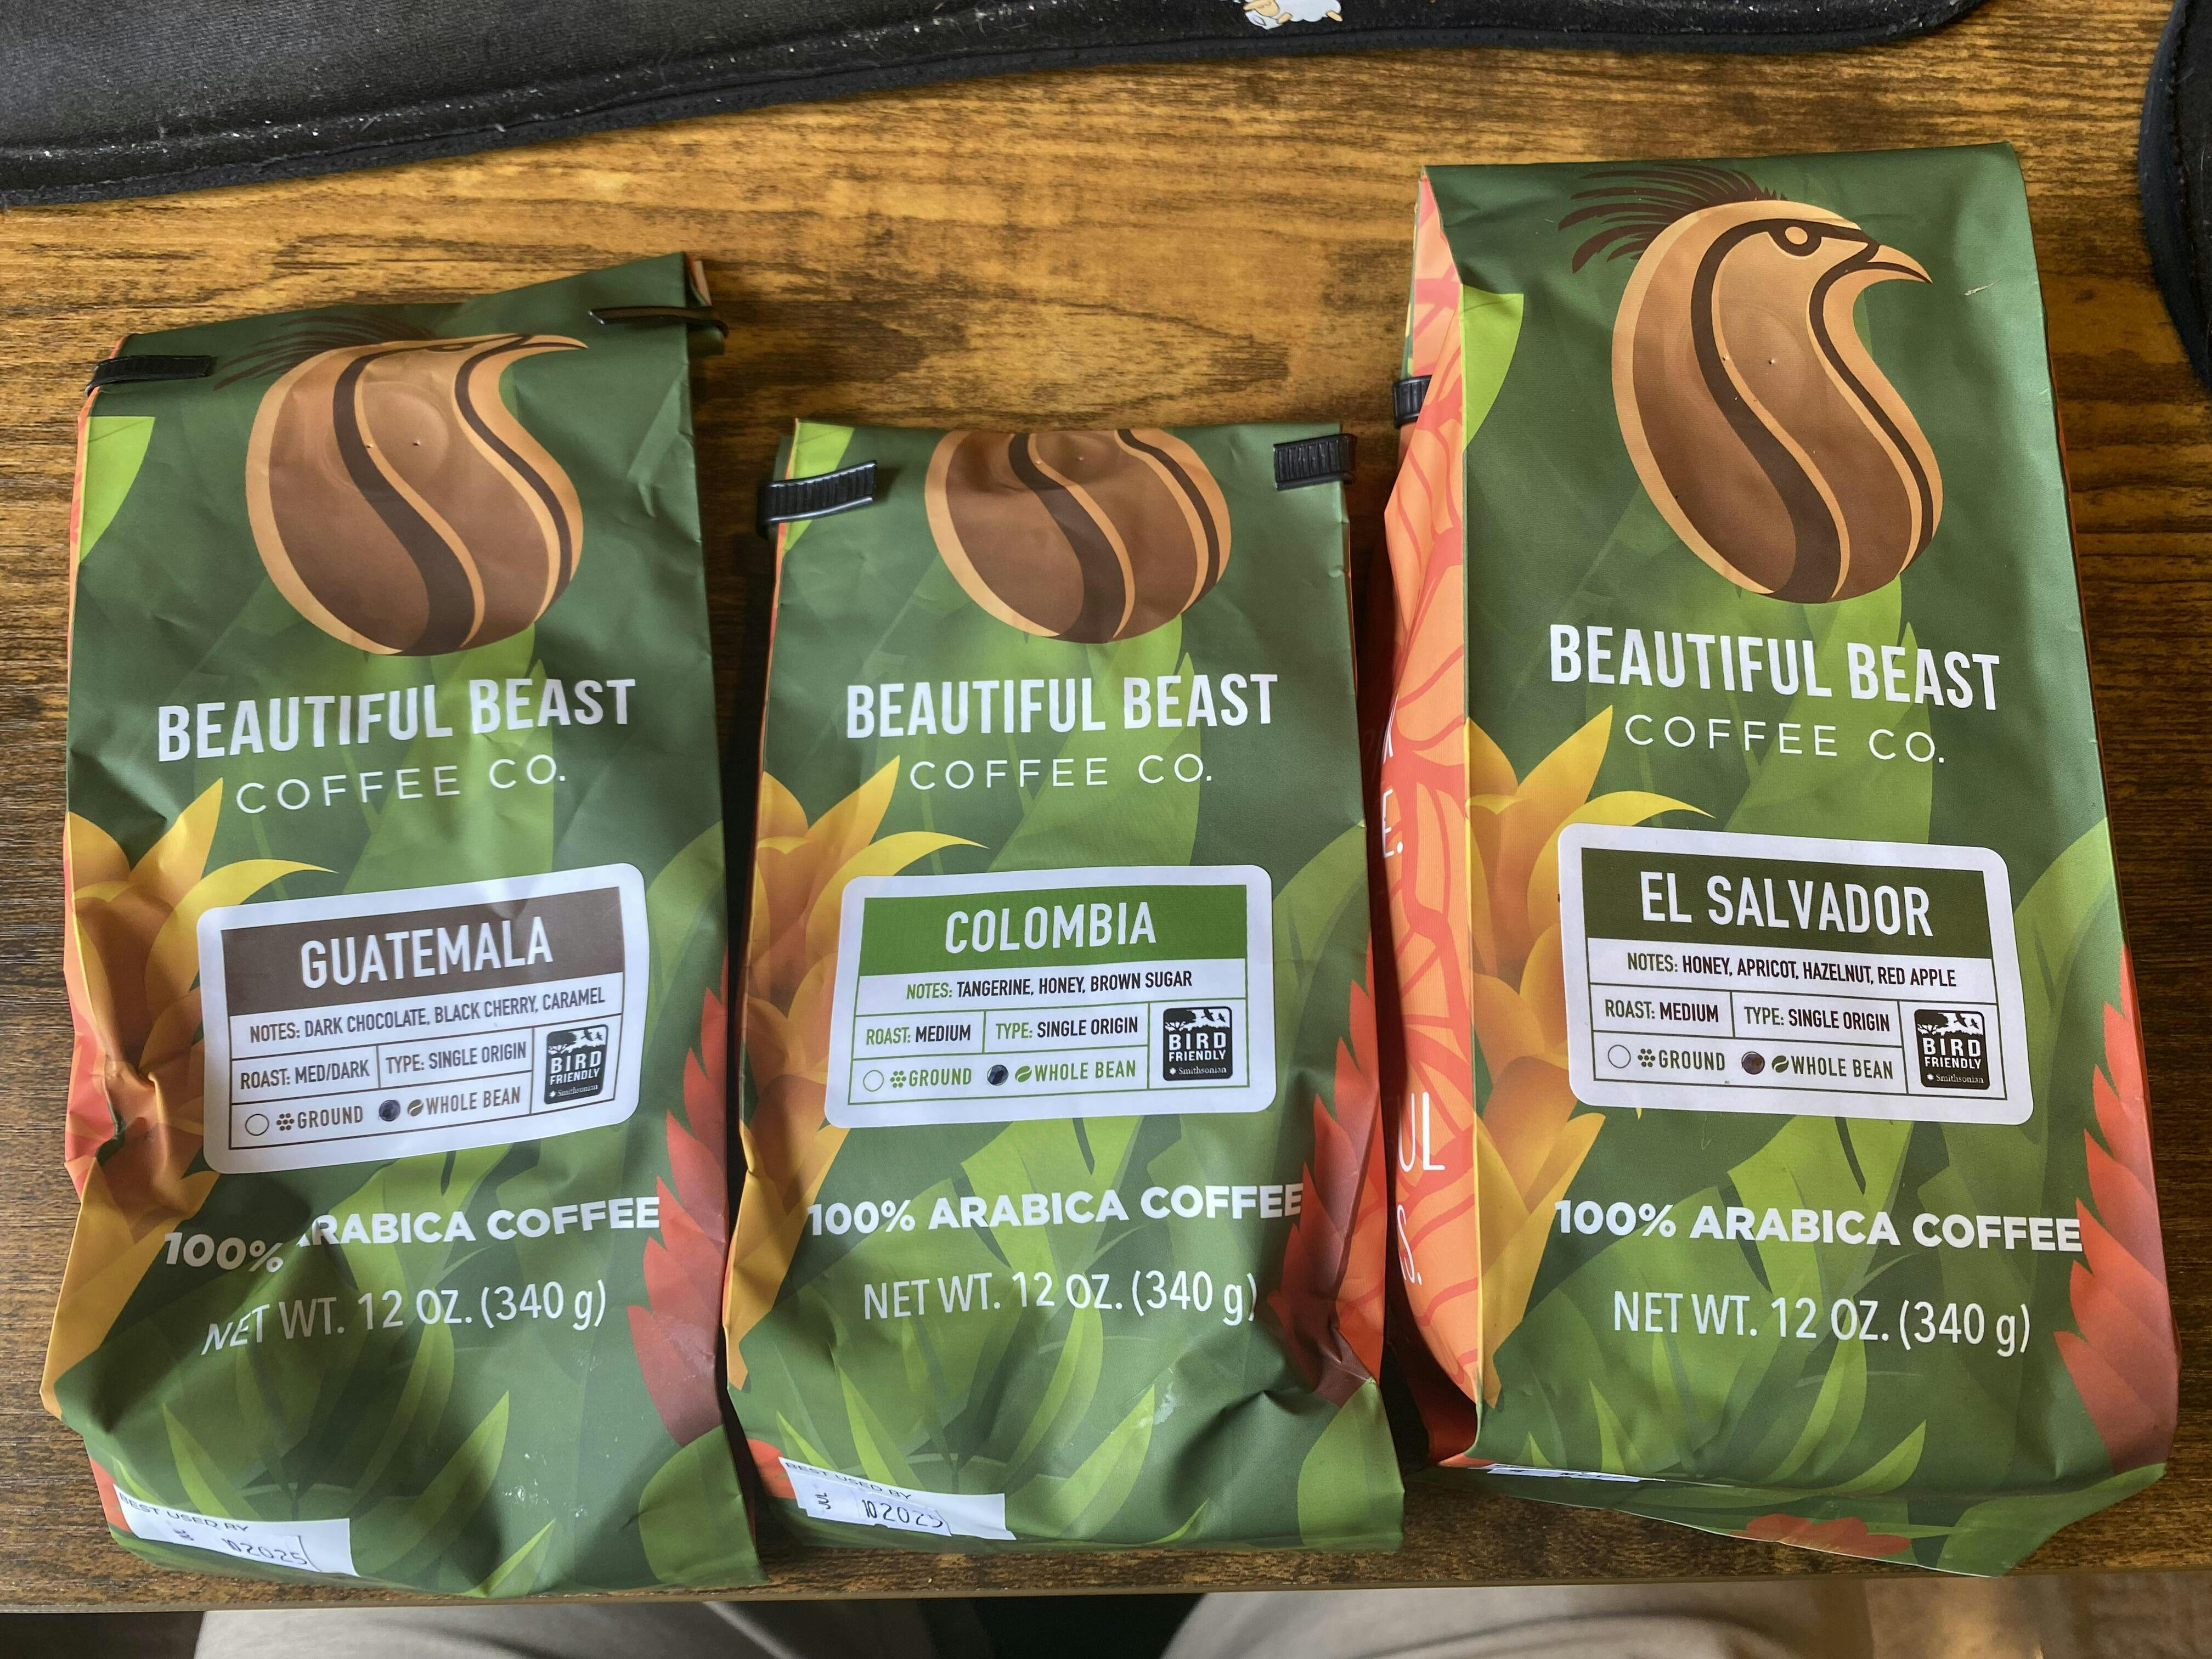 BEAUTIFUL BEAST
COFFEE CO.
GUATEMALA
NOTES: DARK CHOCOLATE, BLACK CHERRY, CARAMEL
ROAST: MED/DARK
TYPE: SINGLE ORIGIN
GROUND
WHOLE BEAN
BIRD
FRIENDLY
Smithsonian
100% ARABICA COFFEE
NET WT. 12 OZ. (340 g)
BEST USED BY
102025
BEAUTIFUL BEAST
COFFEE CO.
COLOMBIA
NOTES: TANGERINE, HONEY, BROWN SUGAR
ROAST: MEDIUM
TYPE: SINGLE ORIGIN
GROUND
WHOLE BEAN
BIRD
FRIENDLY
Smithsonian
100% ARABICA COFFEE
NET WT. 12 OZ. (340 g)
BEST USED BY
JUL 102025
BEAUTIFUL BEAST
COFFEE CO.
EL SALVADOR
NOTES: HONEY, APRICOT, HAZELNUT, RED APPLE
ROAST: MEDIUM
TYPE: SINGLE ORIGIN
GROUND
WHOLE BEAN
BIRD
FRIENDLY
Smithsonian
100% ARABICA COFFEE
NET WT. 12 OZ. (340 g)